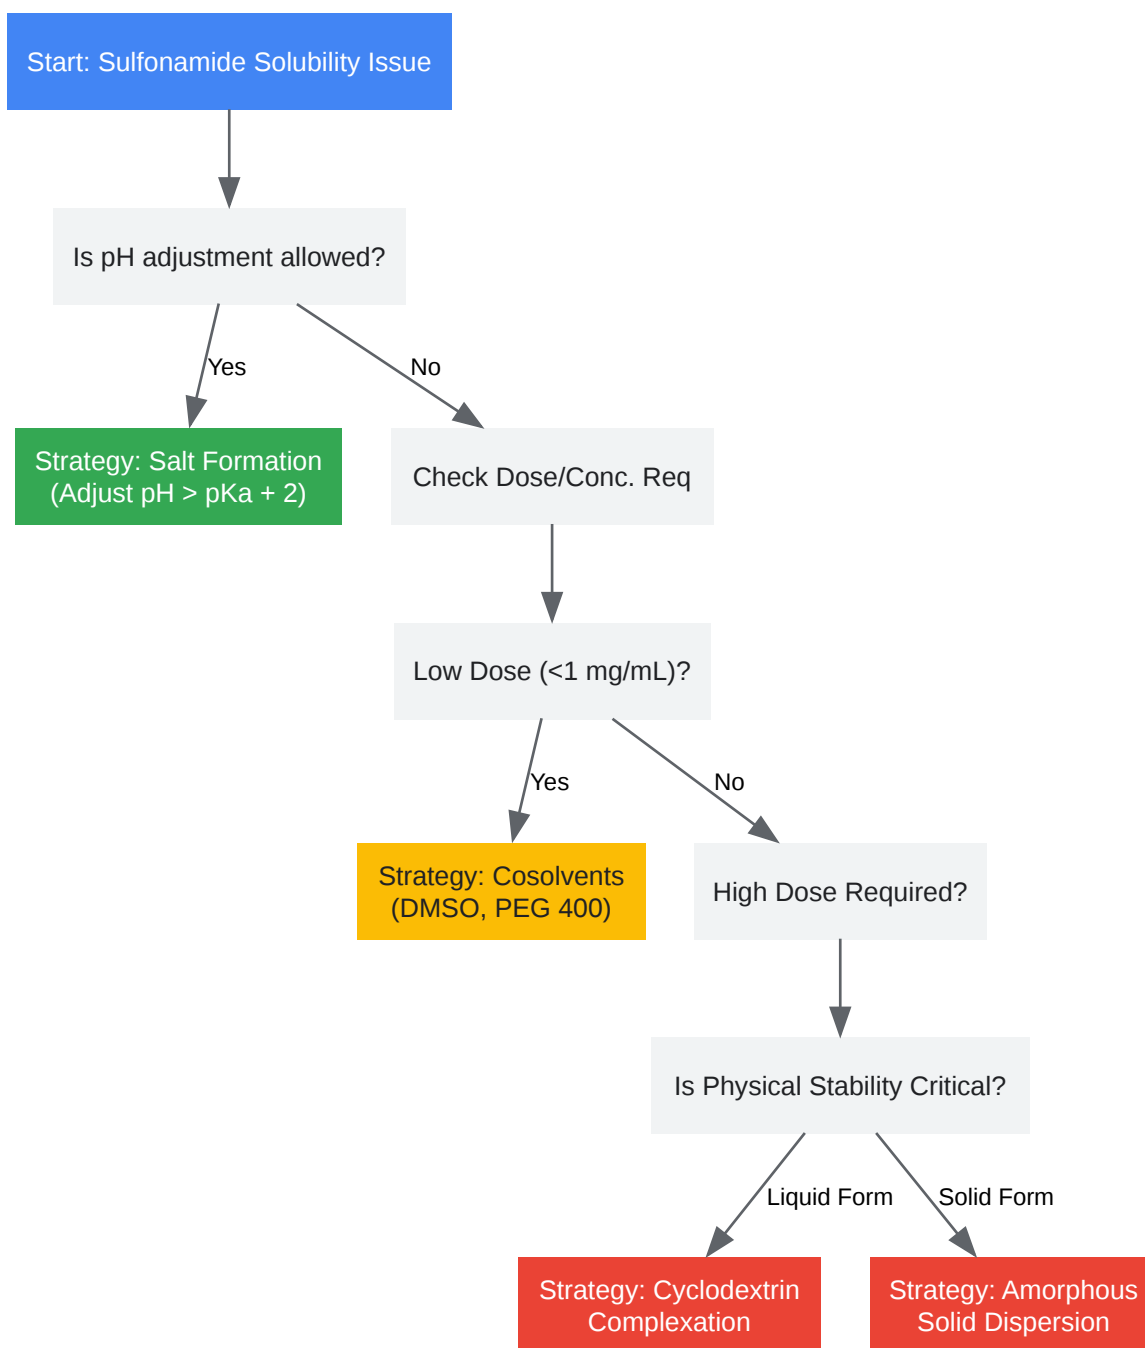 Start: Sulfonamide Solubility Issue
Is pH adjustment allowed?
Yes
No
Strategy: Salt Formation
(Adjust pH > pKa + 2)
Check Dose/Conc. Req
Low Dose (<1 mg/mL)?
Yes
No
Strategy: Cosolvents
(DMSO, PEG 400)
High Dose Required?
Is Physical Stability Critical?
Liquid Form
Solid Form
Strategy: Cyclodextrin
Complexation
Strategy: Amorphous
Solid Dispersion